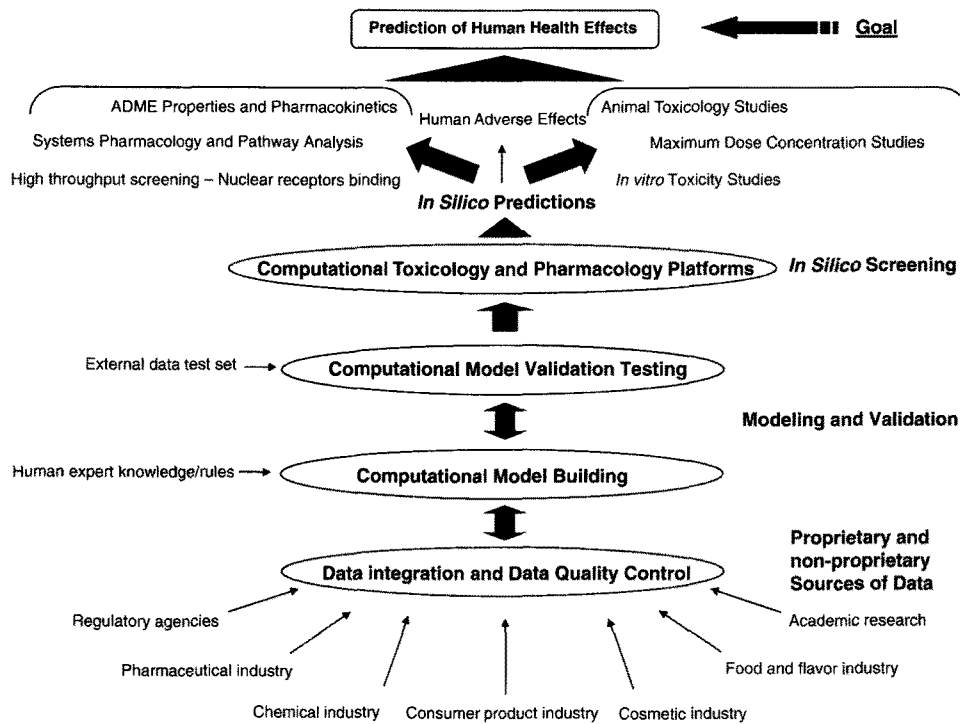 Prediction of Human Health Effects
Goal
ADME Properties and Pharmacokinetics
Human Adverse Effects
Animal Toxicology Studies
Systems Pharmacology and Pathway Analysis
Maximum Dose Concentration Studies
High throughput screening – Nuclear receptors binding
In vitro Toxicity Studies
In Silico Predictions
Computational Toxicology and Pharmacology Platforms
In Silico Screening
External data test set
Computational Model Validation Testing
Modeling and Validation
Human expert knowledge/rules
Computational Model Building
Proprietary and
non-proprietary
Sources of Data
Data integration and Data Quality Control
Regulatory agencies
Academic research
Pharmaceutical industry
Food and flavor industry
Chemical industry
Consumer product industry
Cosmetic industry